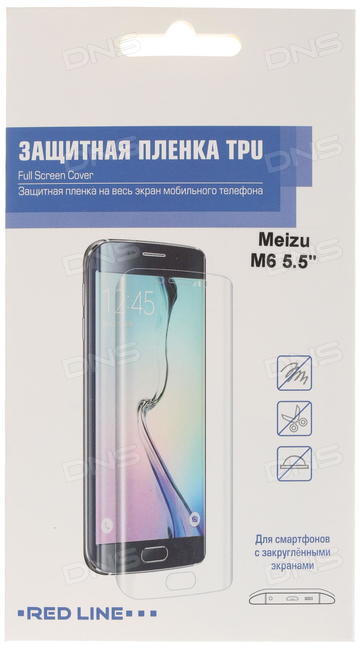 ЗАЩИТНАЯ ПЛЕНКА TPU
Full Screen Cover
Защитная пленка на весь экран мобильного телефона
Meizu
M6 5.5"
12:45
Для смартфонов
с закруглёнными
экранами
RED LINE
DNS